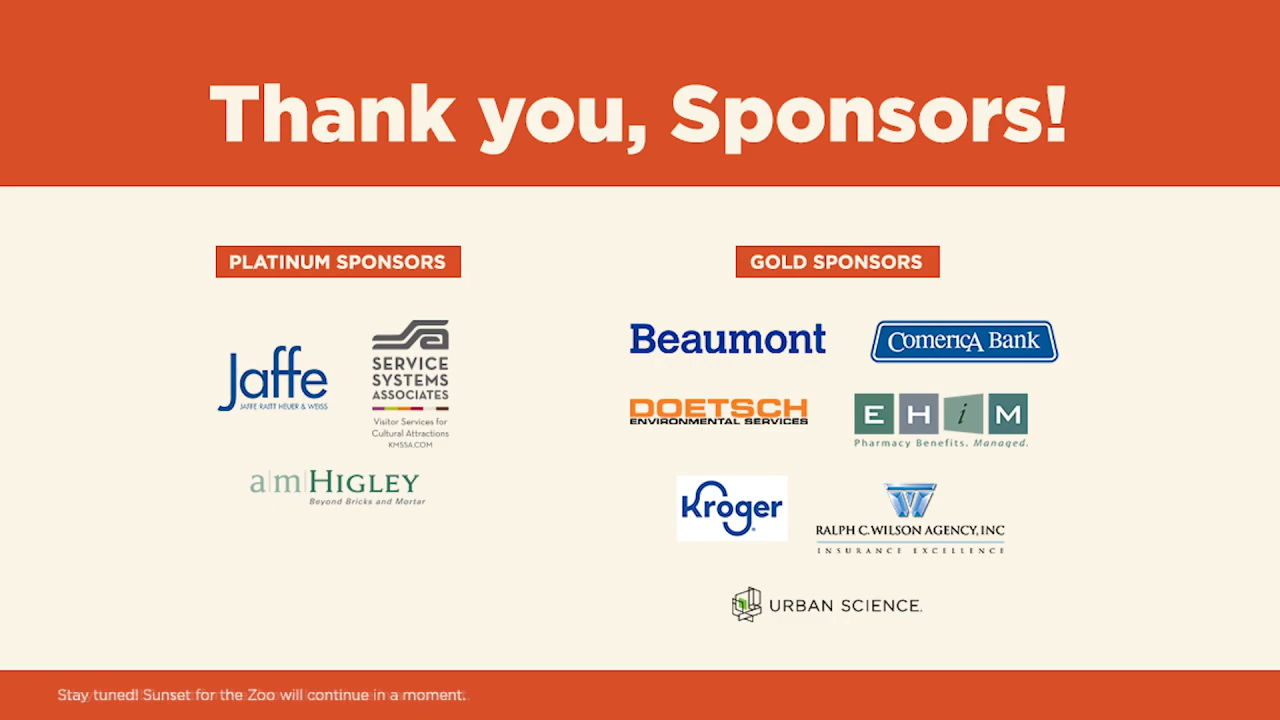 Thank you, Sponsors!
PLATINUM SPONSORS
Jaffe
JAFFE RAITT HEUER & WEISS
SERVICE
SYSTEMS
ASSOCIATES
Visitor Services for
Cultural Attractions
KMSSA.COM
a|m|HIGLEY
Beyond Bricks and Mortar
GOLD SPONSORS
Beaumont
ComericA Bank
DOETSCH
ENVIRONMENTAL SERVICES
EHiM
Pharmacy Benefits. Managed.
Kroger
RALPH C. WILSON AGENCY, INC
INSURANCE EXCELLENCE
URBAN SCIENCE.
Stay tuned! Sunset for the Zoo will continue in a moment.